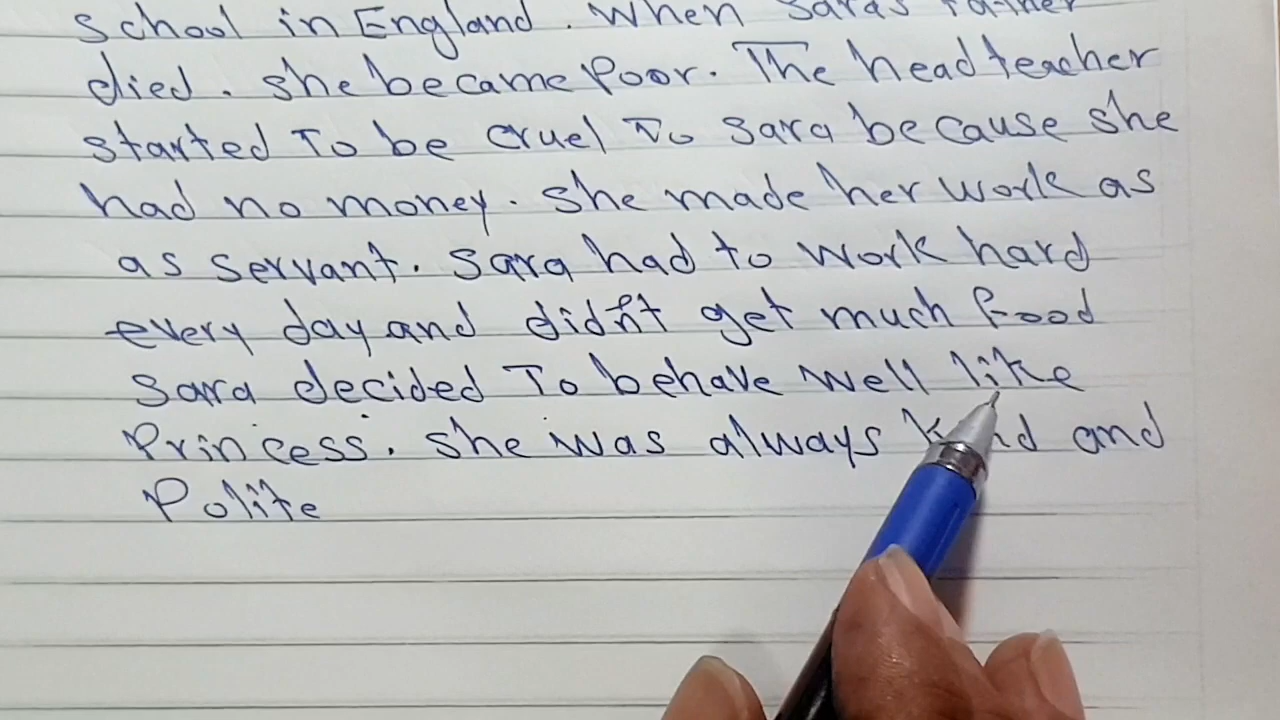 School in England. When Sara's father
died. she became Poor. The head teacher
started To be cruel To Sara because she
had no money. She made her work as
as servant. Sara had to work hard
every day and didn't get much food
Sara decided To behave well like
Princess. She was always kind and
Polite